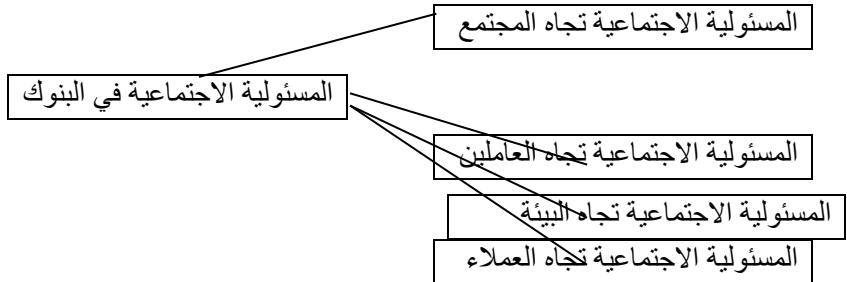 المسئولية الاجتماعية تجاه المجتمع
المسئولية الاجتماعية في البنوك
المسئولية الاجتماعية تجاه العاملين
المسئولية الاجتماعية تجاه البيئة
المسئولية الاجتماعية تجاه العملاء